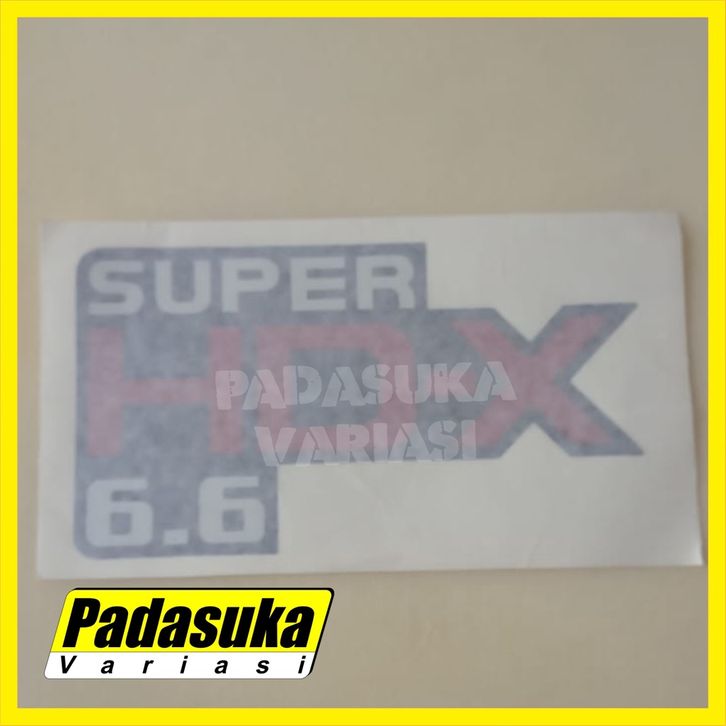 SUPER
HDX
PADASUKA
VARIASI
6.6
Padasuka
Variasi